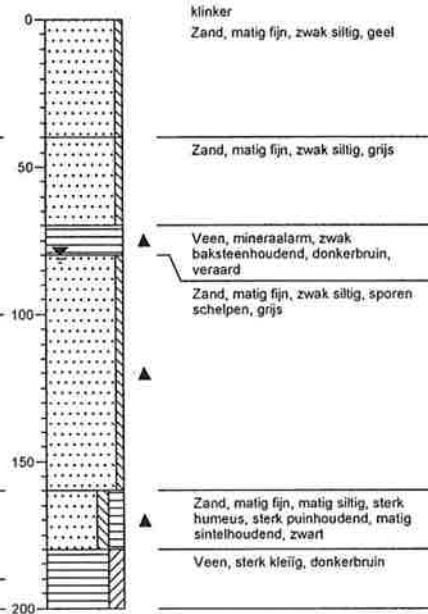 klinker
0
Zand, matig fijn, zwak siltig, geel
Zand, matig fijn, zwak siltig, grijs
50
Veen, mineraalarm, zwak
baksteenhoudend, donkerbruin,
veraard
Zand, matig fijn, zwak siltig, sporen
schelpen, grijs
100
150
Zand, matig fijn, matig siltig, sterk
humeus, sterk puinhoudend, matig
sintelhoudend, zwart
Veen, sterk kleiïg, donkerbruin
200